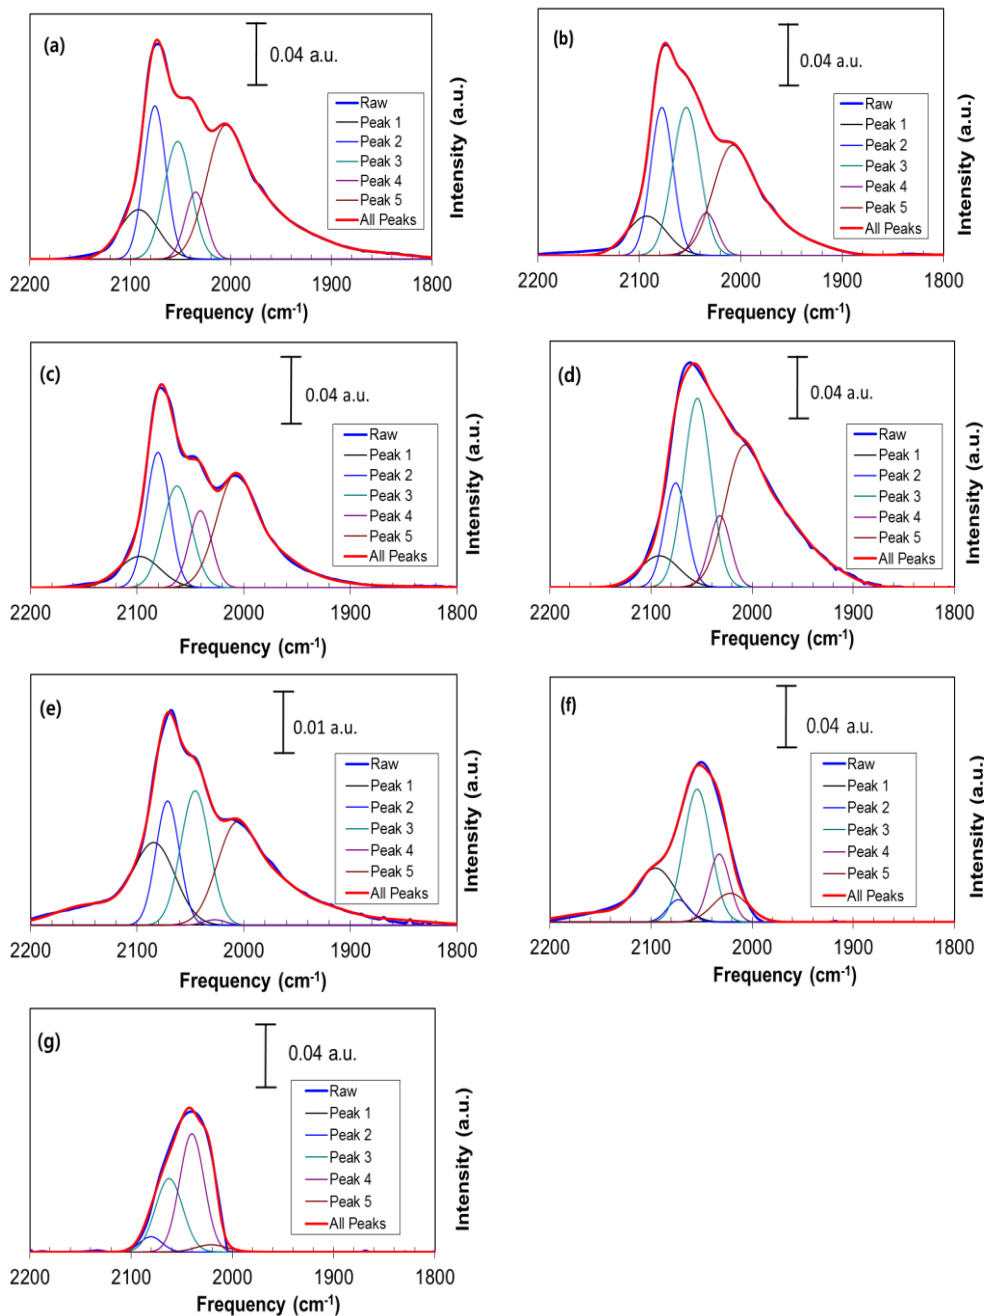 (a)
0.04 a.u.
Raw
Peak 1
Peak 2
Peak 3
Peak 4
Peak 5
All Peaks
Intensity (a.u.)
2200 2100 2000 1900 1800
Frequency (cm⁻¹)
(b)
0.04 a.u.
Raw
Peak 1
Peak 2
Peak 3
Peak 4
Peak 5
All Peaks
Intensity (a.u.)
2200 2100 2000 1900 1800
Frequency (cm⁻¹)
(c)
0.04 a.u.
Raw
Peak 1
Peak 2
Peak 3
Peak 4
Peak 5
All Peaks
Intensity (a.u.)
2200 2100 2000 1900 1800
Frequency (cm⁻¹)
(d)
0.04 a.u.
Raw
Peak 1
Peak 2
Peak 3
Peak 4
Peak 5
All Peaks
Intensity (a.u.)
2200 2100 2000 1900 1800
Frequency (cm⁻¹)
(e)
0.01 a.u.
Raw
Peak 1
Peak 2
Peak 3
Peak 4
Peak 5
All Peaks
Intensity (a.u.)
2200 2100 2000 1900 1800
Frequency (cm⁻¹)
(f)
0.04 a.u.
Raw
Peak 1
Peak 2
Peak 3
Peak 4
Peak 5
All Peaks
Intensity (a.u.)
2200 2100 2000 1900 1800
Frequency (cm⁻¹)
(g)
0.04 a.u.
Raw
Peak 1
Peak 2
Peak 3
Peak 4
Peak 5
All Peaks
Intensity (a.u.)
2200 2100 2000 1900 1800
Frequency (cm⁻¹)